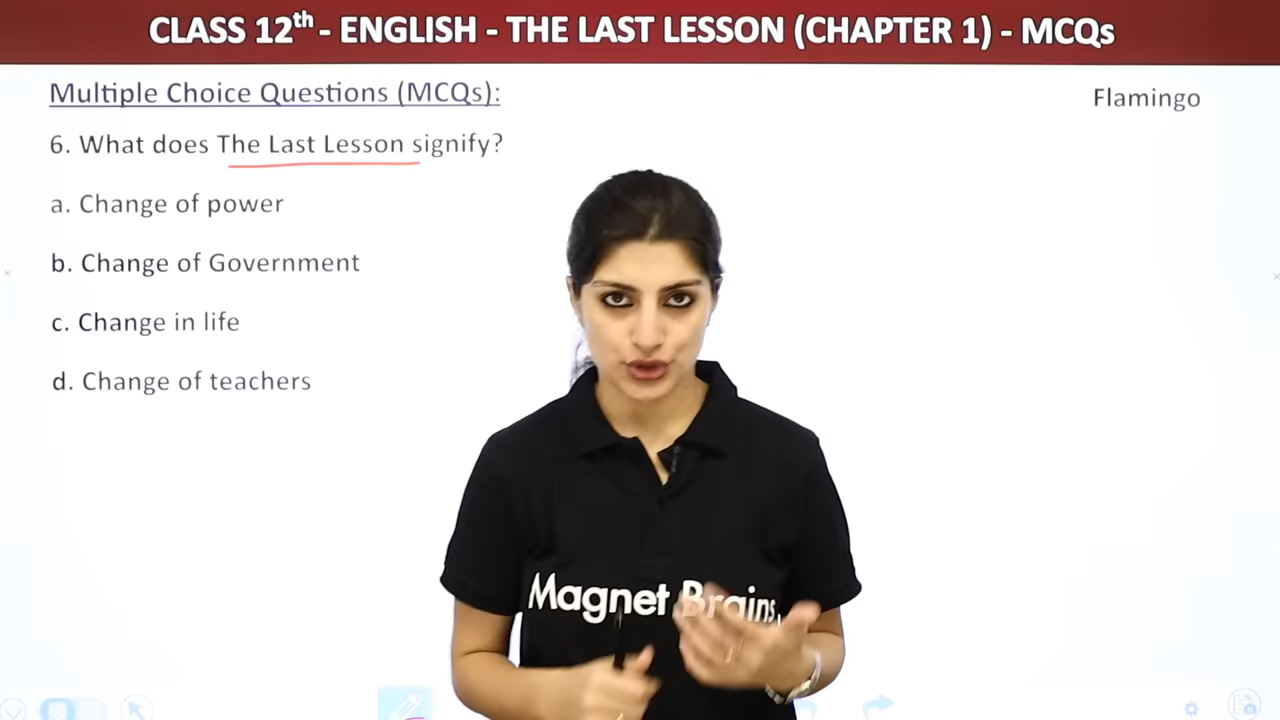 CLASS 12th - ENGLISH - THE LAST LESSON (CHAPTER 1) - MCQs
Multiple Choice Questions (MCQs):
Flamingo
6. What does The Last Lesson signify?
a. Change of power
b. Change of Government
c. Change in life
d. Change of teachers
Magnet Brains